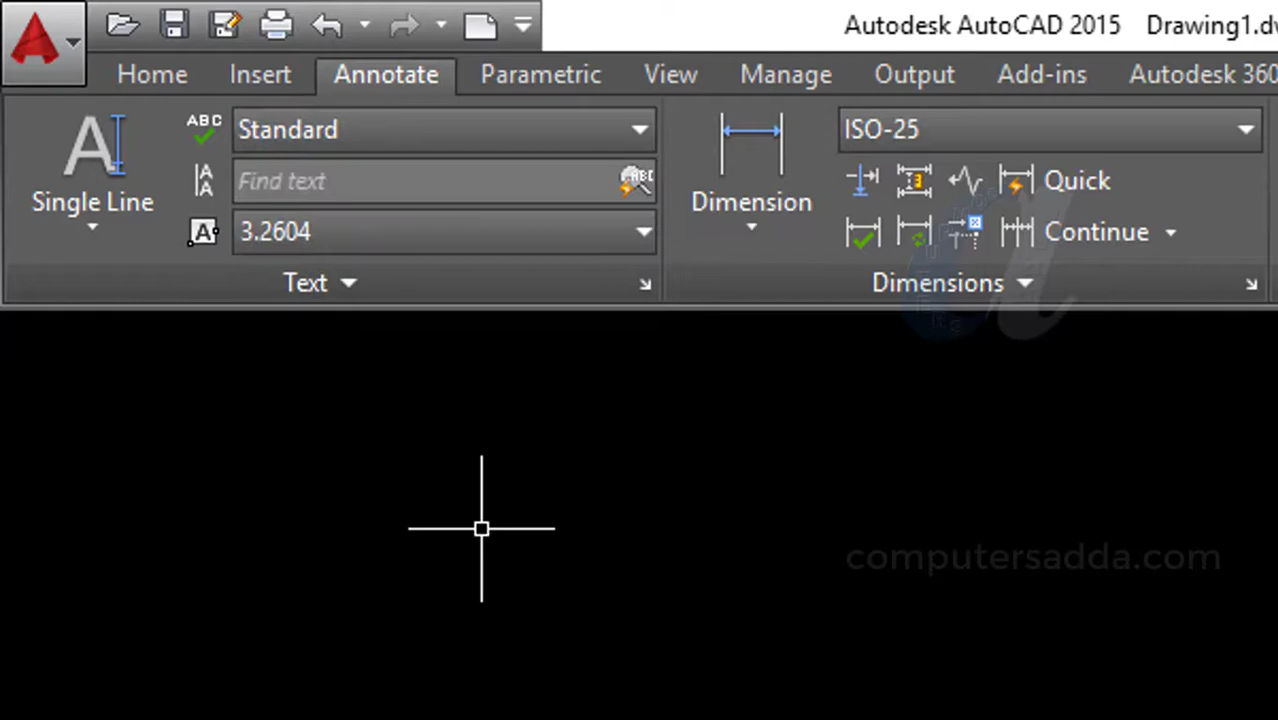 Autodesk AutoCAD 2015 Drawing1.dw
Home Insert Annotate Parametric View Manage Output Add-ins Autodesk 360
A ABC Standard ISO-25
A
A Find text ABC Quick
Single Line Dimension
A 3.2604 Continue
Text Dimensions
computersadda.com